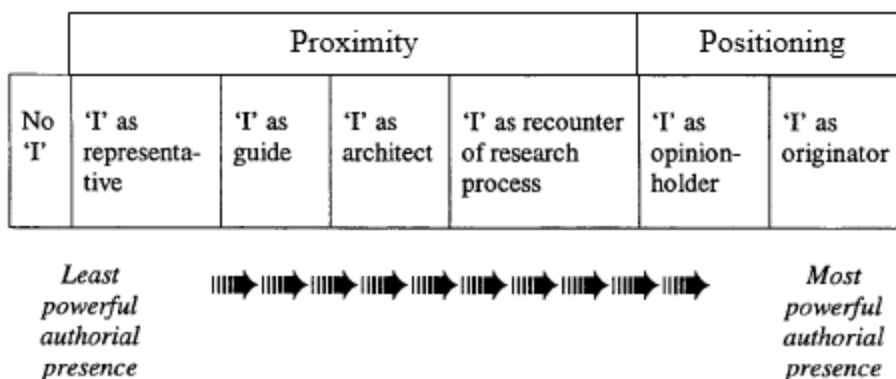 Proximity
Positioning
No
'I'
'I' as
representa-
tive
'I' as
guide
'I' as
architect
'I' as recounter
of research
process
'I' as
opinion-
holder
'I' as
originator
Least
powerful
authorial
presence
Most
powerful
authorial
presence